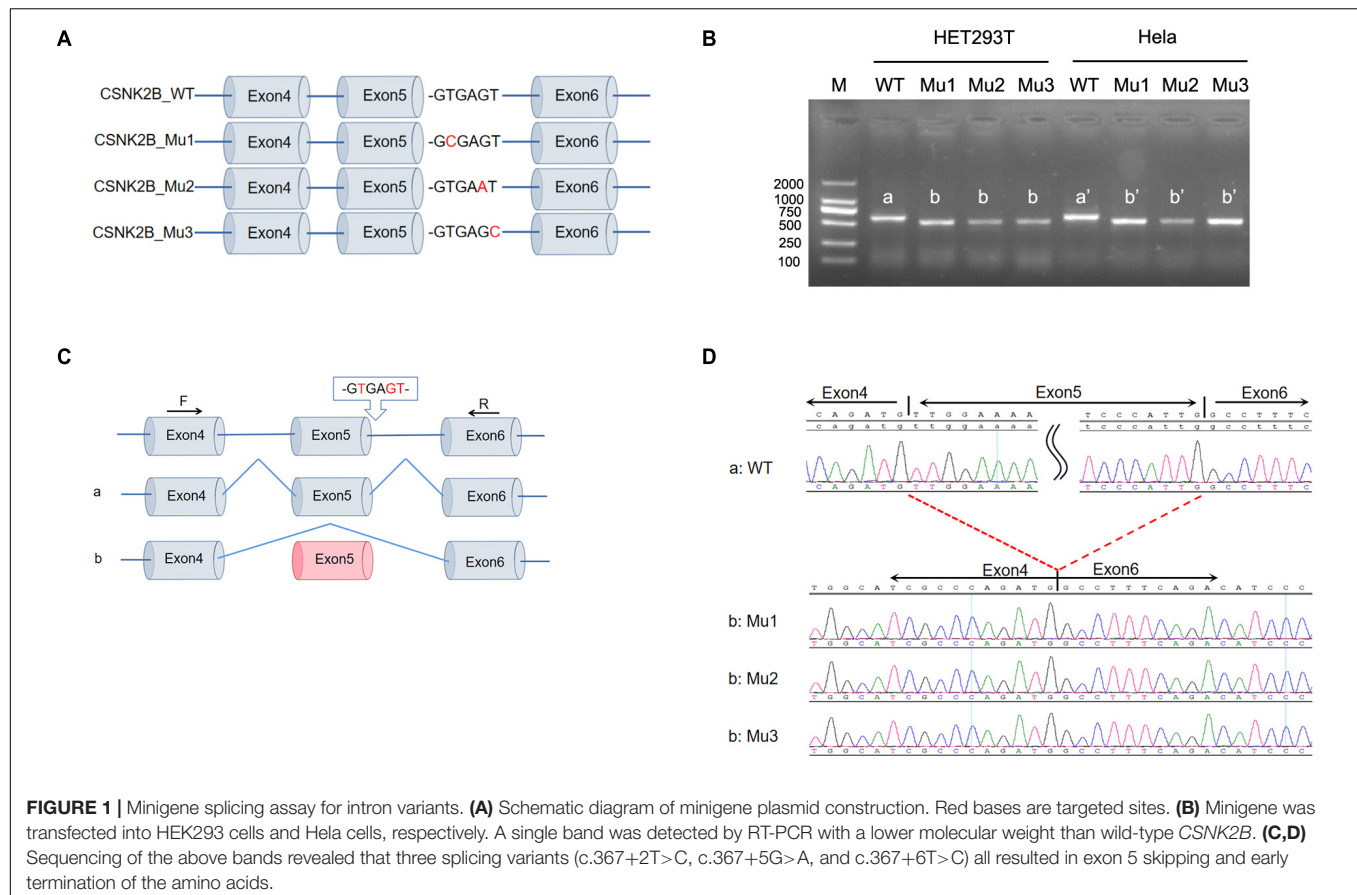 A
CSNK2B_WT
Exon4
Exon5
-GTGAGT
Exon6
CSNK2B_Mu1
Exon4
Exon5
-GCGAGT
Exon6
CSNK2B_Mu2
Exon4
Exon5
-GTGAAT
Exon6
CSNK2B_Mu3
Exon4
Exon5
-GTGAGC
Exon6
B
HET293T Hela
M WT Mu1 Mu2 Mu3 WT Mu1 Mu2 Mu3
2000
1000
750
500
250
100
a b b b a' b' b' b'
C
-GTGAGT-
F
R
Exon4 Exon5 Exon6
a Exon4 Exon5 Exon6
b Exon4 Exon5 Exon6
D
Exon4 Exon5 Exon6
C A G A T G T T G G A A A A T C C C A T T G G C C T T T C
c a g a t g t t g g a a a a t c c c a t t g g c c t t t c
a: WT
C A G A T G T T G G A A A A T C C C A T T G G C C T T T C
Exon4 Exon6
T G G C A T C G C C C A G A T G G C C T T T C A G A C A T C C C
b: Mu1
T G G C A T C G C C C A G A T G G C C T T T C A G A C A T C C C
b: Mu2
T G G C A T C G C C C A G A T G G C C T T T C A G A C A T C C C
b: Mu3
T G G C A T C G C C C A G A T G G C C T T T C A G A C A T C C C
FIGURE 1 | Minigene splicing assay for intron variants. (A) Schematic diagram of minigene plasmid construction. Red bases are targeted sites. (B) Minigene was
transfected into HEK293 cells and Hela cells, respectively. A single band was detected by RT-PCR with a lower molecular weight than wild-type CSNK2B. (C,D)
Sequencing of the above bands revealed that three splicing variants (c.367+2T>C, c.367+5G>A, and c.367+6T>C) all resulted in exon 5 skipping and early
termination of the amino acids.